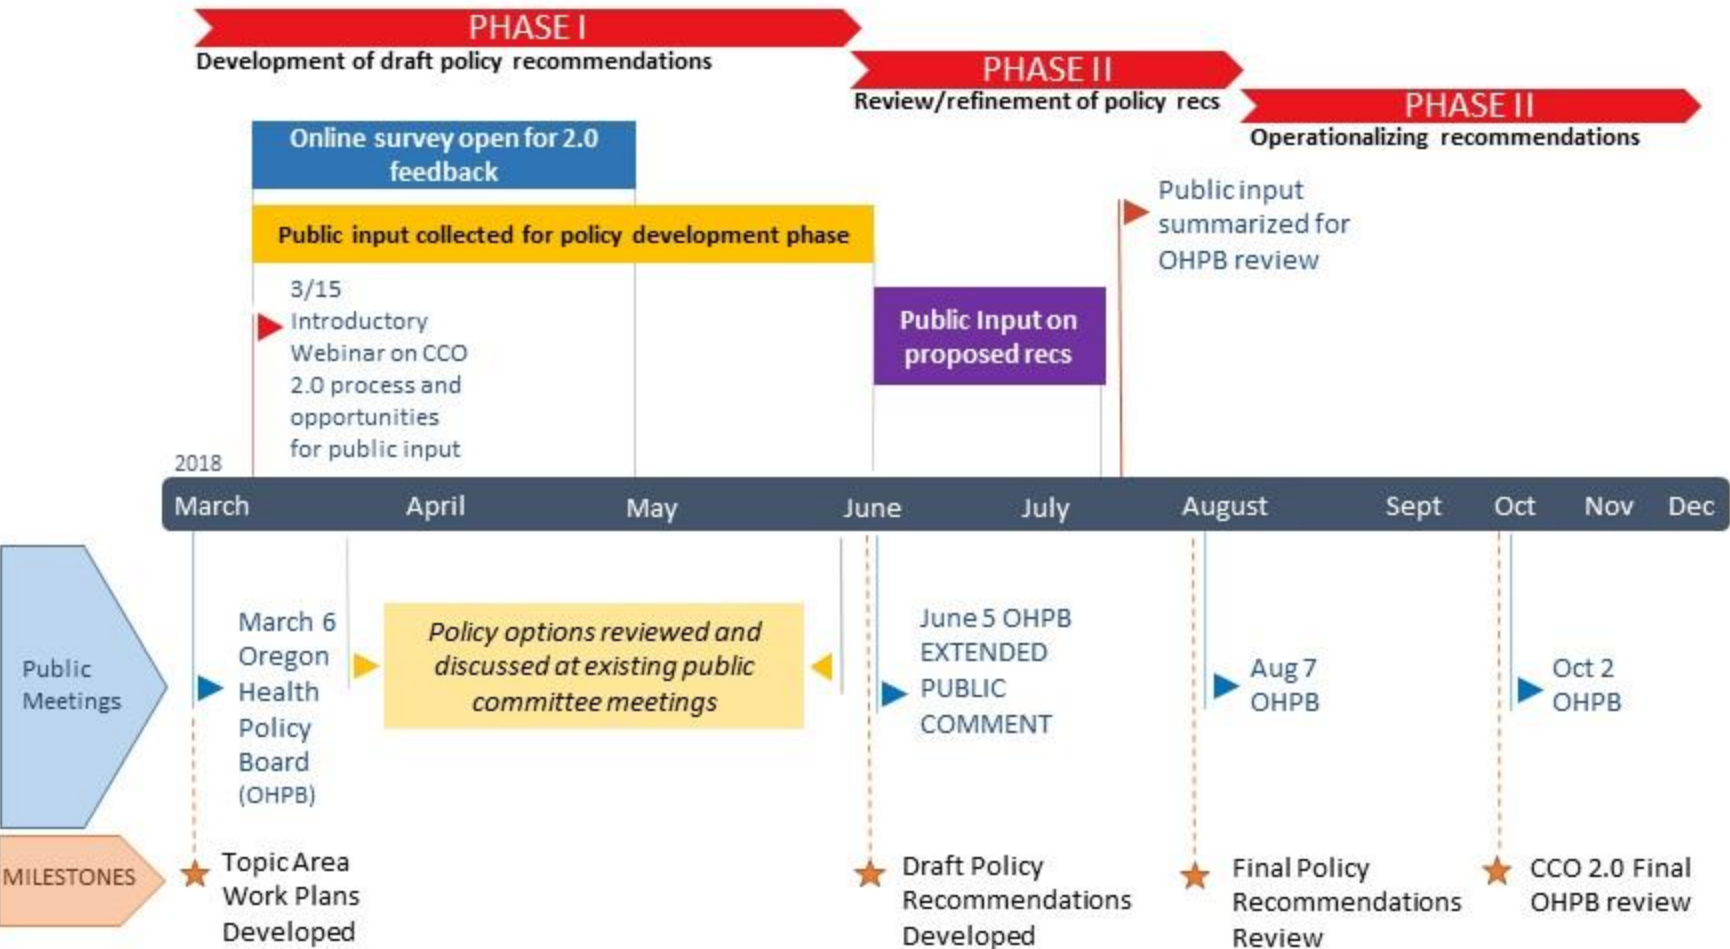 PHASE I
Development of draft policy recommendations
PHASE II
Review/refinement of policy recs
PHASE II
Operationalizing recommendations
Online survey open for 2.0
feedback
Public input collected for policy development phase
3/15
Introductory
Webinar on CCO
2.0 process and
opportunities
for public input
Public Input on
proposed recs
Public input
summarized for
OHPB review
2018
March
April
May
June
July
August
Sept
Oct
Nov
Dec
Public
Meetings
March 6
Oregon
Health
Policy
Board
(OHPB)
Policy options reviewed and
discussed at existing public
committee meetings
June 5 OHPB
EXTENDED
PUBLIC
COMMENT
Aug 7
OHPB
Oct 2
OHPB
MILESTONES
Topic Area
Work Plans
Developed
Draft Policy
Recommendations
Developed
Final Policy
Recommendations
Review
CCO 2.0 Final
OHPB review